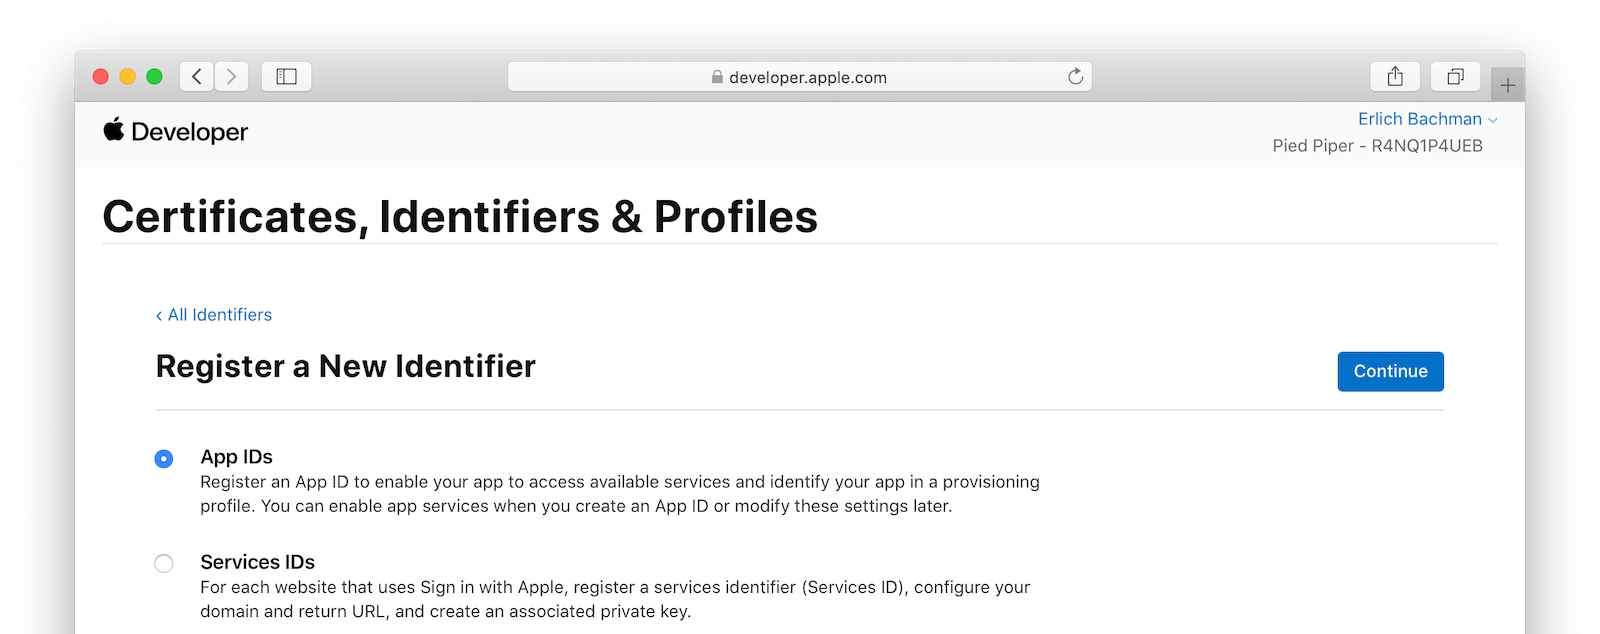 developer.apple.com
Developer
Erlich Bachman
Pied Piper - R4NQ1P4UEB
Certificates, Identifiers & Profiles
‹ All Identifiers
Register a New Identifier
Continue
App IDs
Register an App ID to enable your app to access available services and identify your app in a provisioning
profile. You can enable app services when you create an App ID or modify these settings later.
Services IDs
For each website that uses Sign in with Apple, register a services identifier (Services ID), configure your
domain and return URL, and create an associated private key.